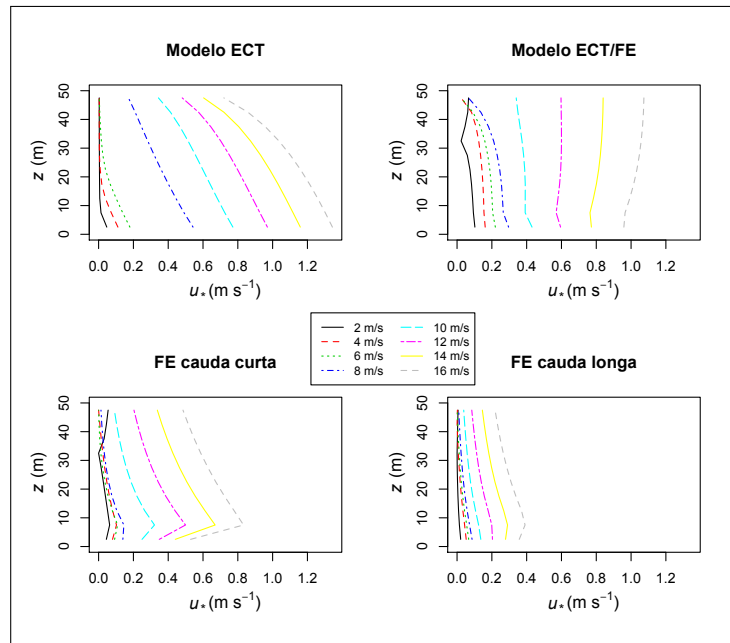 Modelo ECT
Modelo ECT/FE
z (m)
0 10 20 30 40 50
0.0 0.2 0.4 0.6 0.8 1.0 1.2
u* (m s−1)
z (m)
0 10 20 30 40 50
0.0 0.2 0.4 0.6 0.8 1.0 1.2
u* (m s−1)
2 m/s
4 m/s
6 m/s
8 m/s
10 m/s
12 m/s
14 m/s
16 m/s
FE cauda curta
FE cauda longa
z (m)
0 10 20 30 40 50
0.0 0.2 0.4 0.6 0.8 1.0 1.2
u* (m s−1)
z (m)
0 10 20 30 40 50
0.0 0.2 0.4 0.6 0.8 1.0 1.2
u* (m s−1)